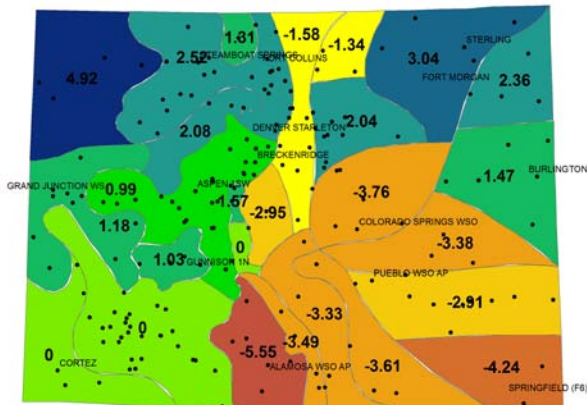 1.81
-1.58
STEAMBOAT SPRINGS
2.52
FORT COLLINS
-1.34
STERLING
3.04
4.92
FORT MORGAN
2.36
2.08
DENVER STAPLETON
2.04
BRECKENRIDGE
BURLINGTON
1.47
GRAND JUNCTION WS
0.99
ASPEN 1SW
-1.57
-3.76
-2.95
1.18
COLORADO SPRINGS WSO
-3.38
0
1.03
GUNNISON 1N
PUEBLO WSO AP
-2.91
-3.33
0
-3.49
0
-5.55
CORTEZ
ALAMOSA WSO AP
-3.61
-4.24
SPRINGFIELD (F6)